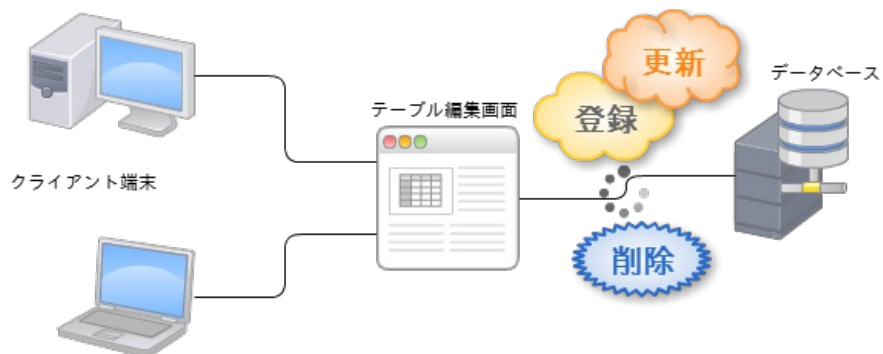 更新
データベース
登録
テーブル編集画面
クライアント端末
削除